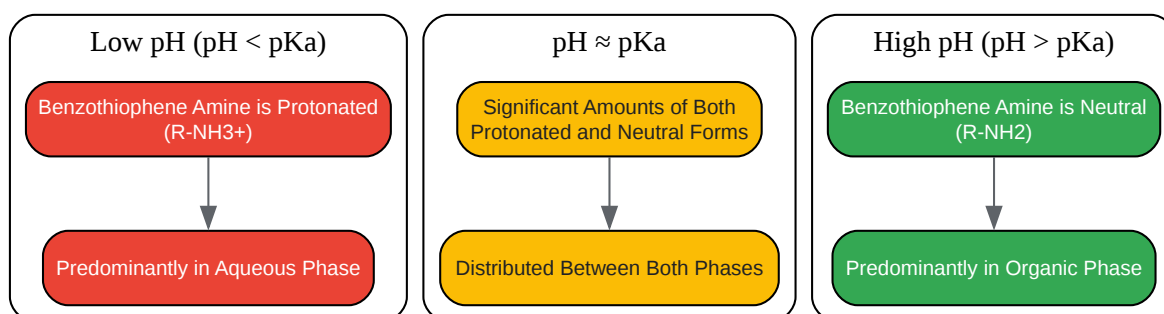 Low pH (pH < pKa)
Benzothiophene Amine is Protonated
(R-NH3+)
Predominantly in Aqueous Phase
pH ≈ pKa
Significant Amounts of Both
Protonated and Neutral Forms
Distributed Between Both Phases
High pH (pH > pKa)
Benzothiophene Amine is Neutral
(R-NH2)
Predominantly in Organic Phase